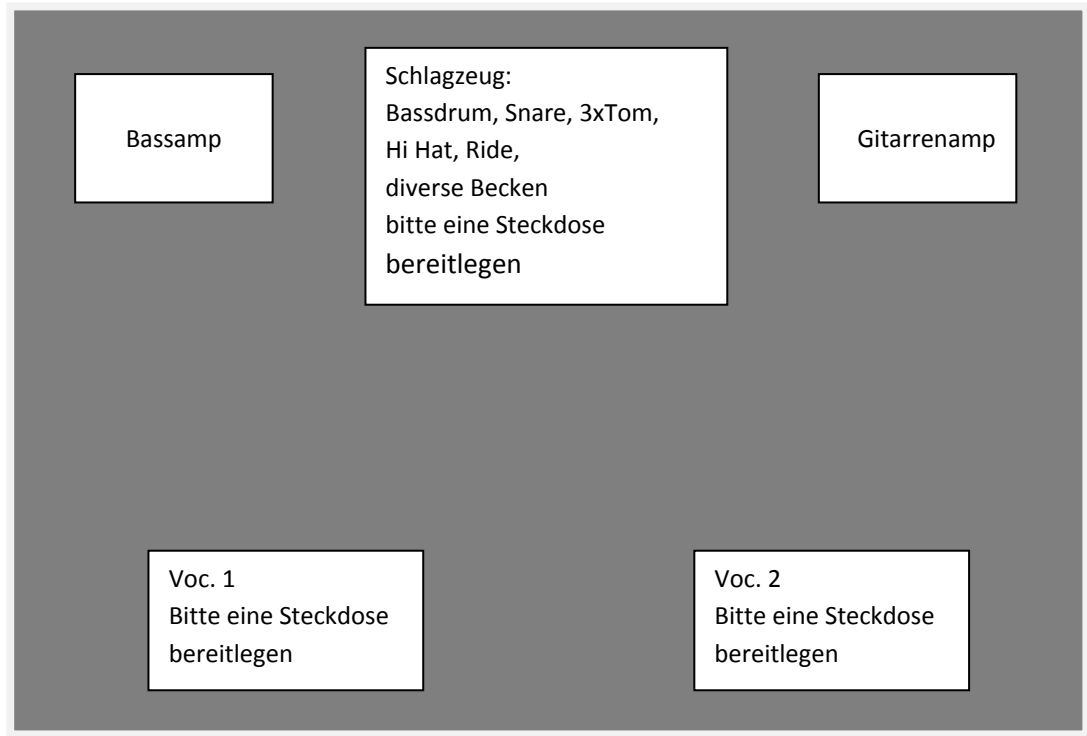 Bassamp
Schlagzeug:
Bassdrum, Snare, 3xTom,
Hi Hat, Ride,
diverse Becken
bitte eine Steckdose
bereitlegen
Gitarrenamp
Voc. 1
Bitte eine Steckdose
bereitlegen
Voc. 2
Bitte eine Steckdose
bereitlegen